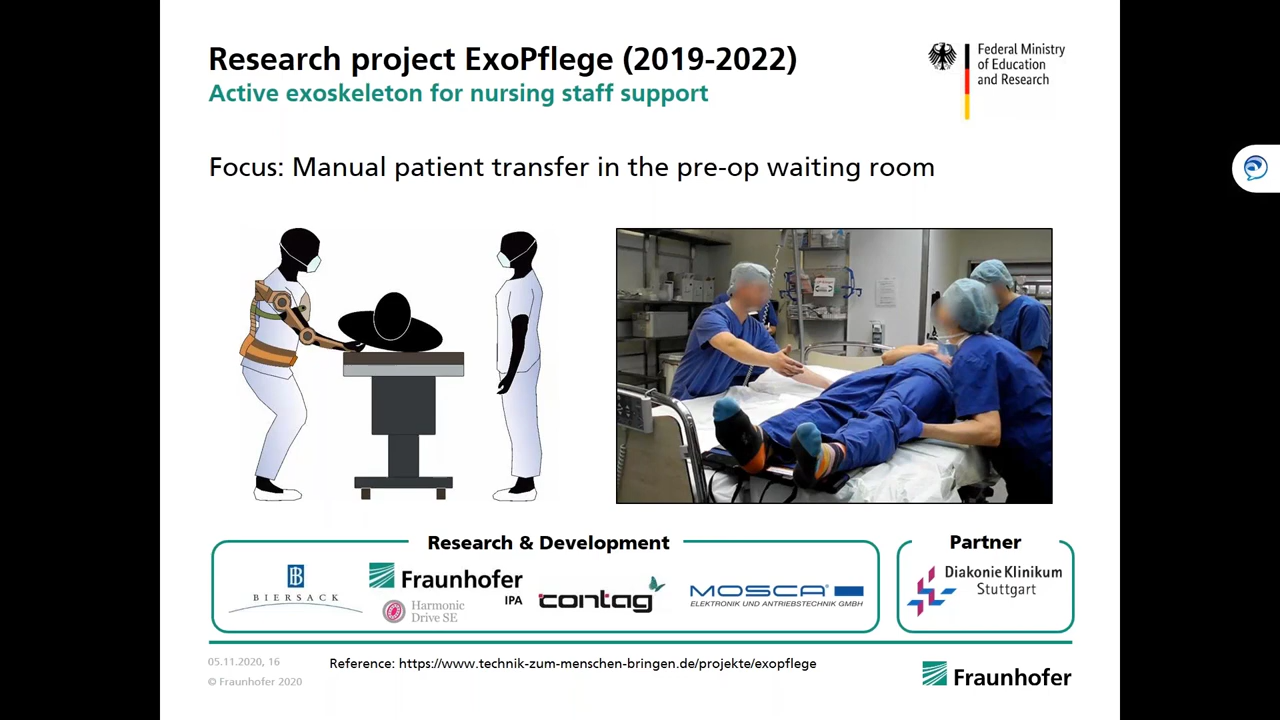 Research project ExoPflege (2019-2022)
Active exoskeleton for nursing staff support
Federal Ministry
of Education
and Research
Focus: Manual patient transfer in the pre-op waiting room
Research & Development
Partner
BIERSACK
Fraunhofer
IPA
Harmonic
Drive SE
contag
MOSCA®
ELEKTRONIK UND ANTRIEBSTECHNIK GMBH
Diakonie Klinikum
Stuttgart
05.11.2020, 16
© Fraunhofer 2020
Reference: https://www.technik-zum-menschen-bringen.de/projekte/exopflege
Fraunhofer